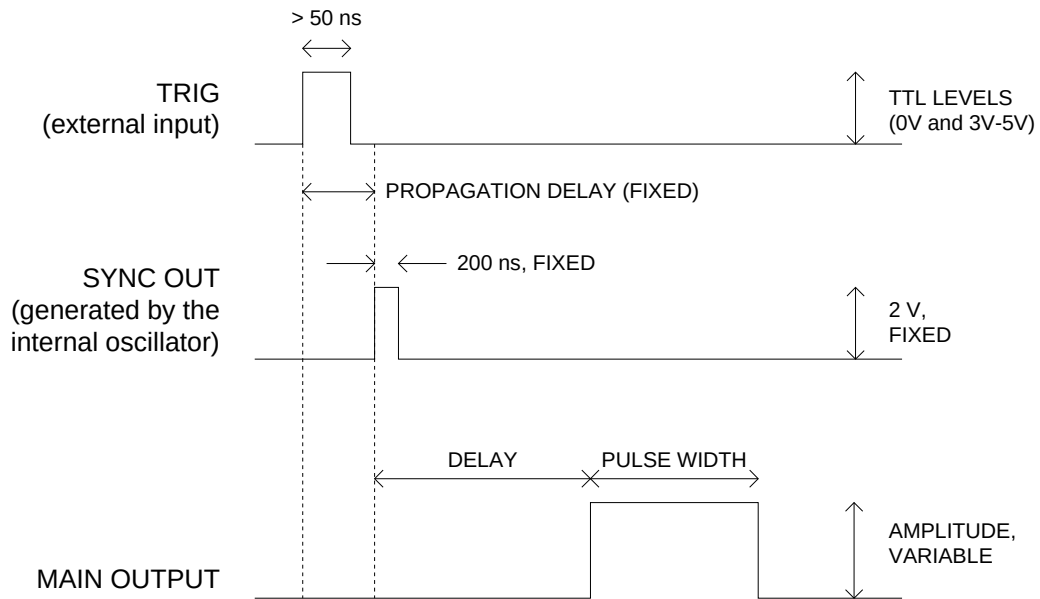 > 50 ns
TRIG
(external input)
TTL LEVELS
(0V and 3V-5V)
PROPAGATION DELAY (FIXED)
200 ns, FIXED
SYNC OUT
(generated by the
internal oscillator)
2 V,
FIXED
DELAY
PULSE WIDTH
AMPLITUDE,
VARIABLE
MAIN OUTPUT